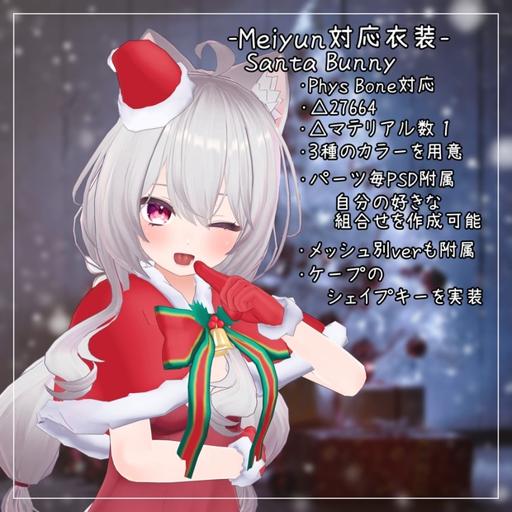 -Meiyun対応衣装-
Santa Bunny
・Phys Bone対応
・△27664
・△マテリアル数 1
・3種のカラーを用意
・パーツ毎PSD附属
自分の好きな
組合せを作成可能
・メッシュ別verも附属
・ケープの
シェイプキーを実装